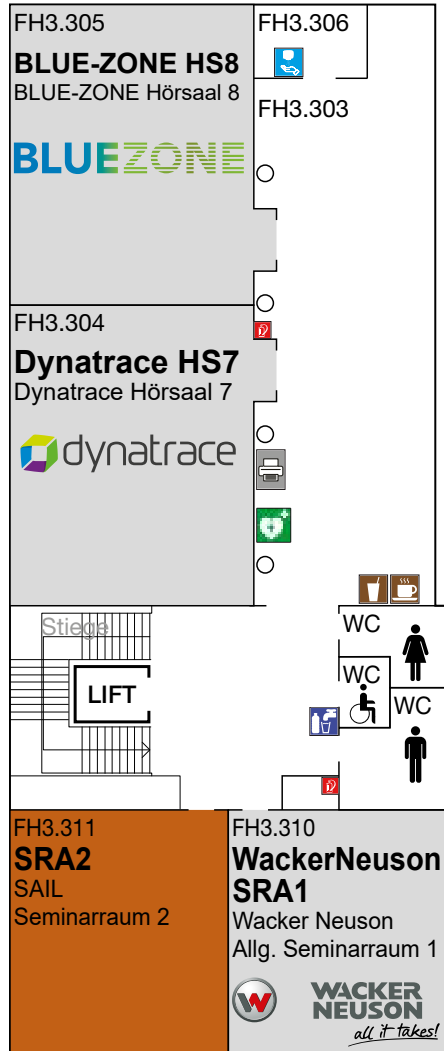 FH3.305
BLUE-ZONE HS8
BLUE-ZONE Hörsaal 8
BLUEZONE
FH3.306
FH3.303
FH3.304
Dynatrace HS7
Dynatrace Hörsaal 7
dynatrace
Stiege
LIFT
WC
WC
WC
FH3.311
SRA2
SAIL
Seminarraum 2
FH3.310
WackerNeuson
SRA1
Wacker Neuson
Allg. Seminarraum 1
W
WACKER
NEUSON
all it takes!